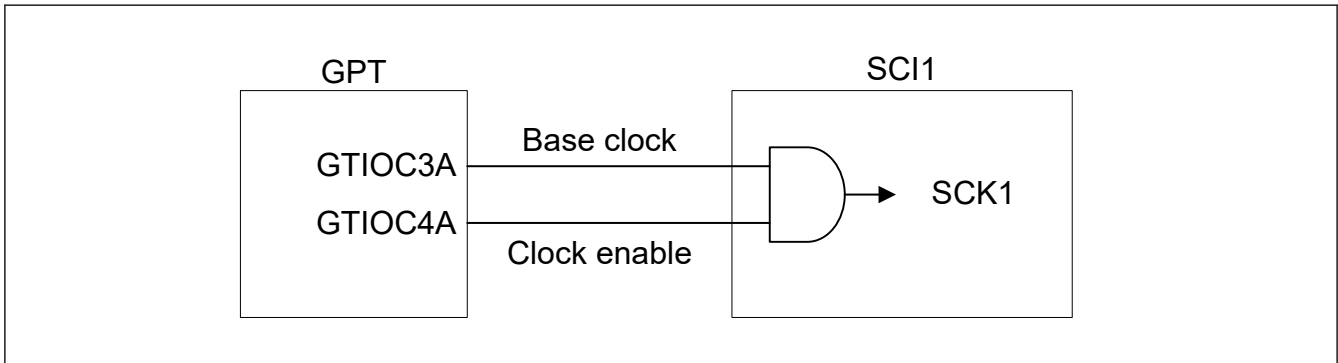 GPT
SCI1
GTIOC3A
Base clock
GTIOC4A
Clock enable
SCK1